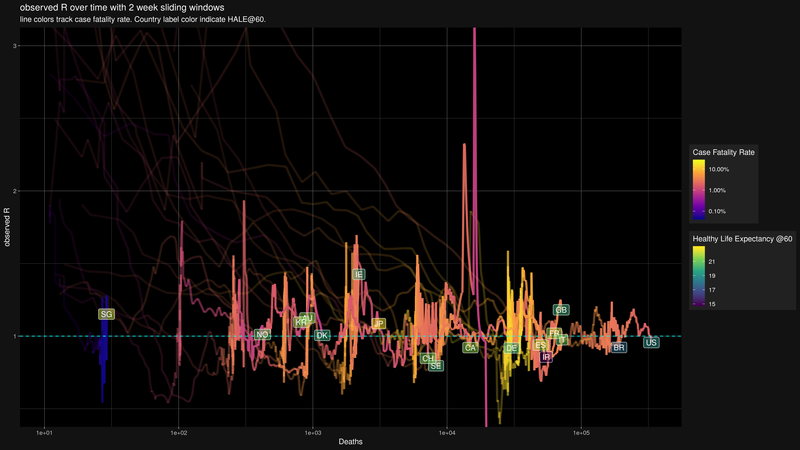 observed R over time with 2 week sliding windows
line colors track case fatality rate. Country label color indicate HALE@60.
observed R
3
2
1
SG
NO
KR
AU
DK
IE
JP
CH
SE
CA
DE
ES
FR
IT
IR
GB
BR
US
1e+01
1e+02
1e+03
1e+04
1e+05
Deaths
Case Fatality Rate
10.00%
1.00%
0.10%
Healthy Life Expectancy @60
21
19
17
15